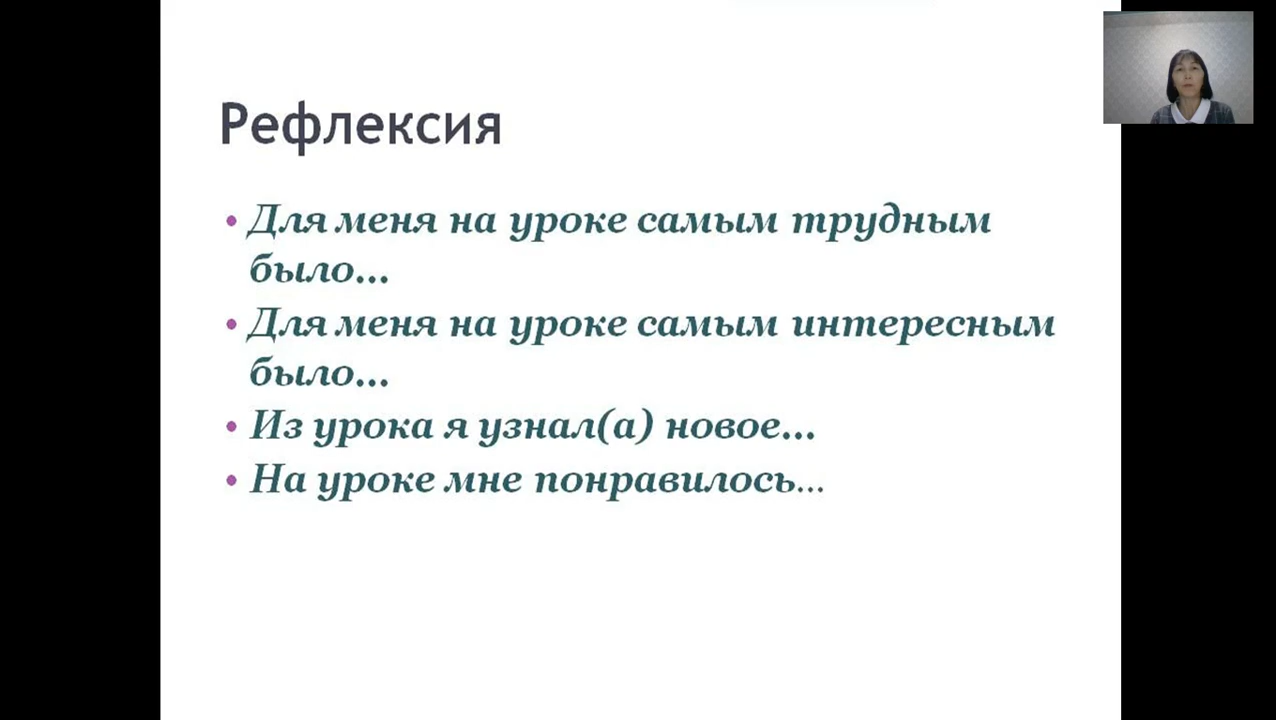 Рефлексия
• Для меня на уроке самым трудным
было...
• Для меня на уроке самым интересным
было...
• Из урока я узнал(а) новое...
• На уроке мне понравилось...